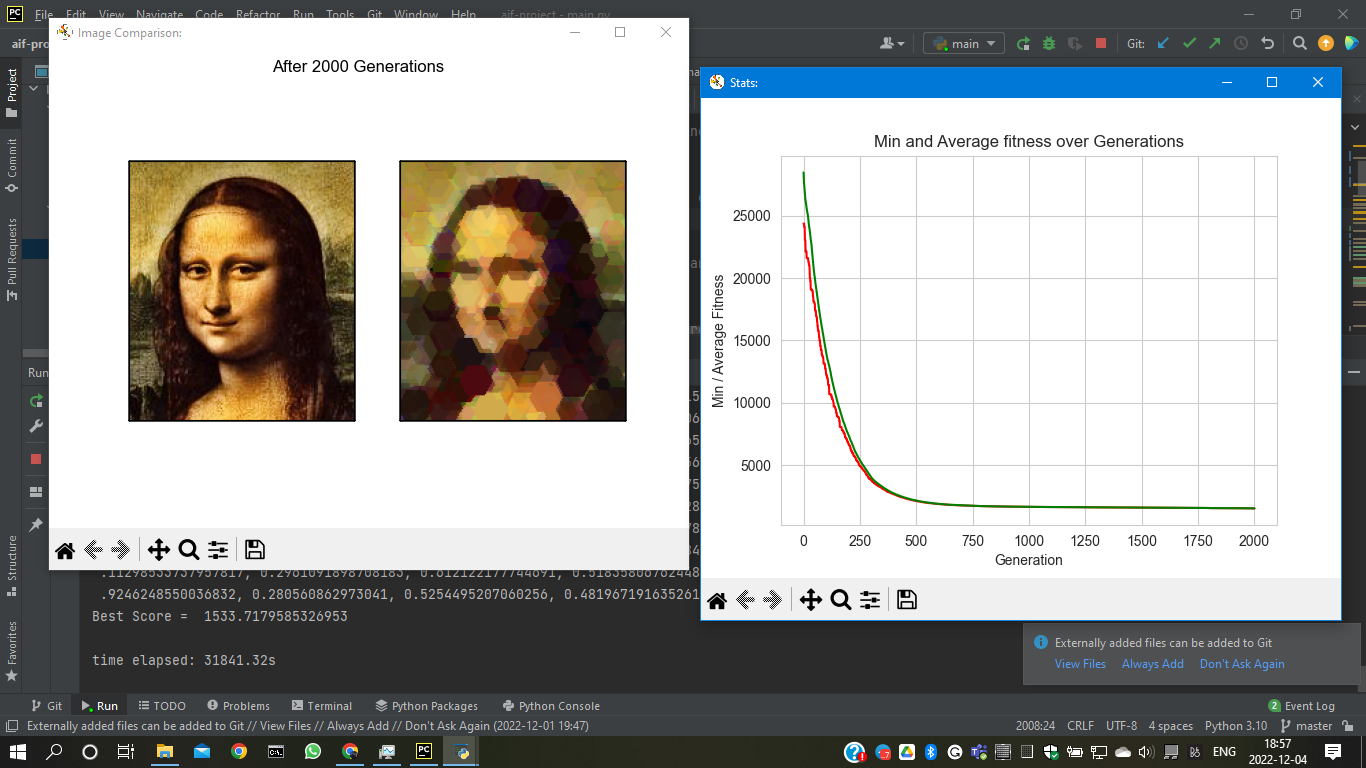 File Edit View Navigate Code Refactor Run Tools Git Window Help aif-project - main.py
aif-pro
main
Git:
Image Comparison:
After 2000 Generations
Stats:
Min and Average fitness over Generations
Min / Average Fitness
25000
20000
15000
10000
5000
0 250 500 750 1000 1250 1500 1750 2000
Generation
Project
Commit
Pull Requests
Structure
Favorites
Run
.11298533737957817, 0.2961091898708183, 0.612122177744691, 0.51835806762448
.9246248550036832, 0.280560862973041, 0.5254495207060256, 0.481967191635261
Best Score = 1533.7179585326953
time elapsed: 31841.32s
Externally added files can be added to Git
View Files Always Add Don't Ask Again
Git Run TODO Problems Terminal Python Packages Python Console 2 Event Log
Externally added files can be added to Git // View Files // Always Add // Don't Ask Again (2022-12-01 19:47) 2008:24 CRLF UTF-8 4 spaces Python 3.10 master
ENG
18:57
2022-12-04